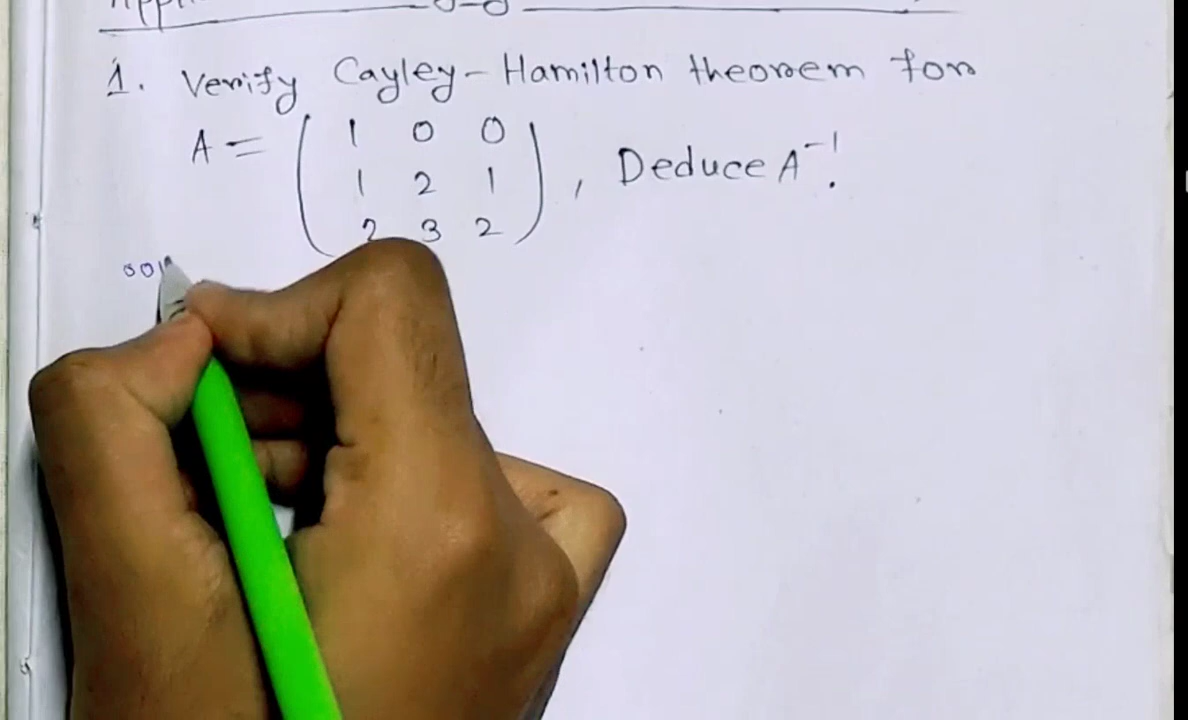 1. Verify Cayley-Hamilton theorem for
A = ( 1 0 0
1 2 1
2 3 2 ) , Deduce A⁻¹.